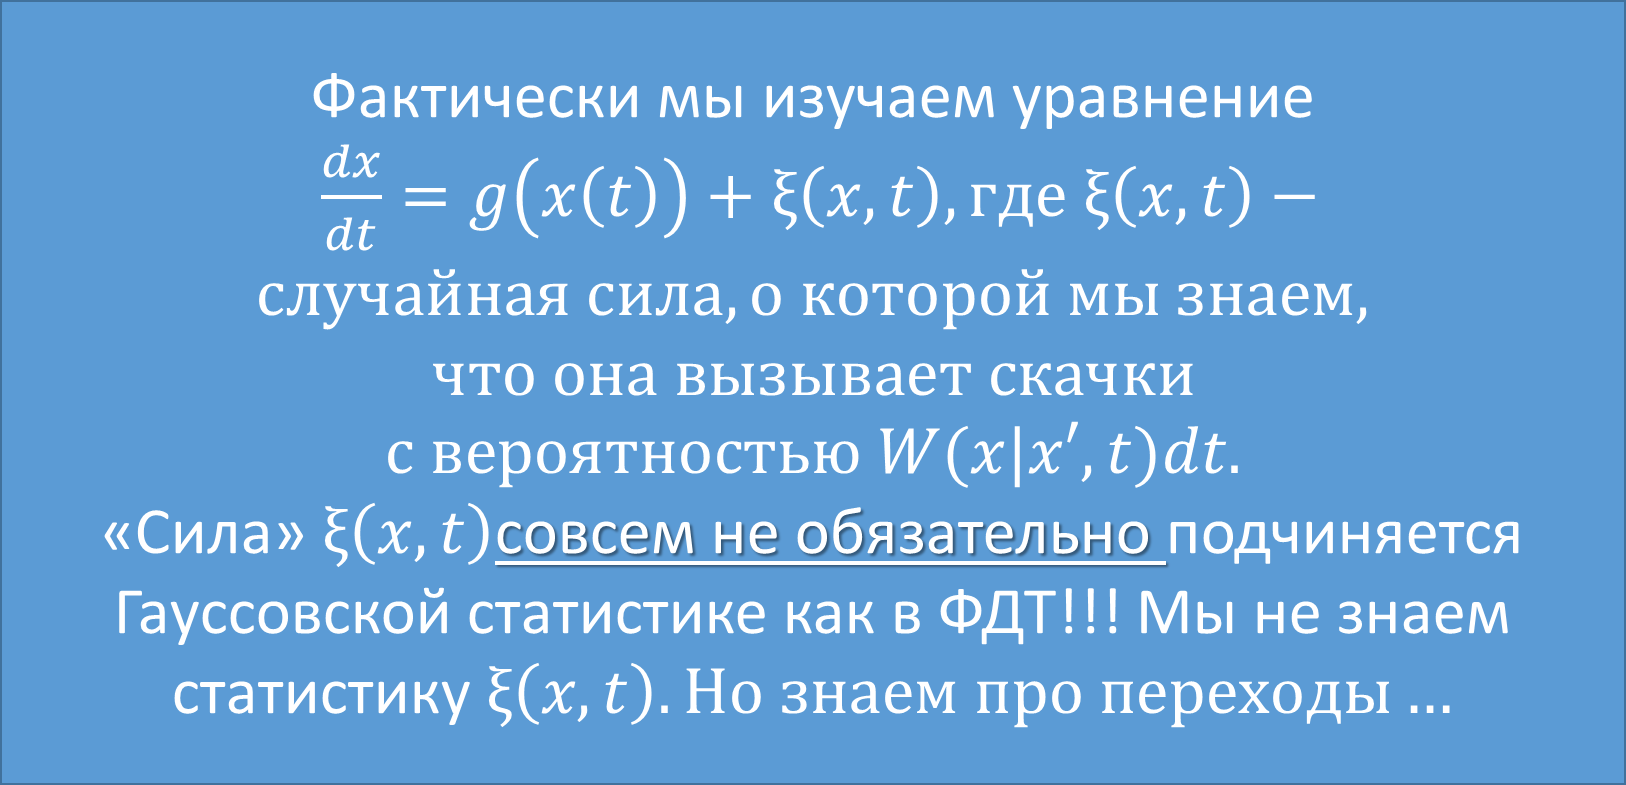 Фактически мы изучаем уравнение
dx/dt = g(x(t)) + ξ(x, t), где ξ(x, t) −
случайная сила, о которой мы знаем,
что она вызывает скачки
с вероятностью W(x|x′, t)dt.
«Сила» ξ(x, t)совсем не обязательно подчиняется
Гауссовской статистике как в ФДТ!!! Мы не знаем
статистику ξ(x, t). Но знаем про переходы ...